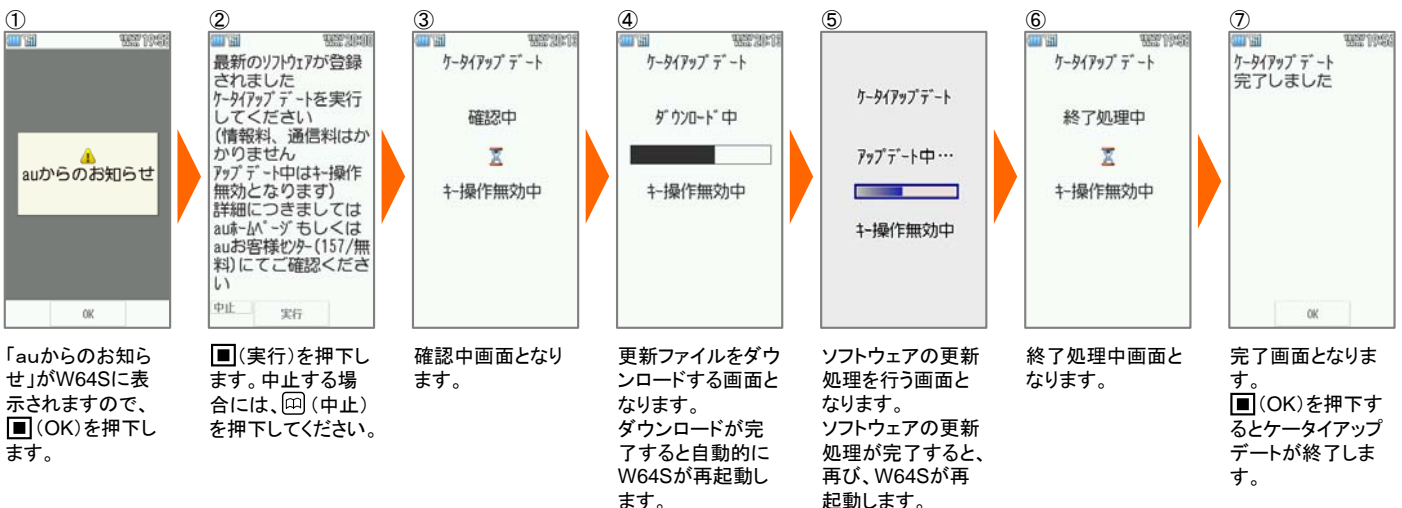 ①
19:56
auからのお知らせ
OK
「auからのお知ら
せ」がW64Sに表
示されますので、
■(OK)を押下し
ます。
②
20:00
最新のソフトウェアが登録
されました
ケータイアップデートを実行
してください
(情報料、通信料はか
かりません
アップデート中はキー操作
無効となります)
詳細につきましては
auホームページもしくは
auお客様センター(157/無
料)にてご確認くださ
い
中止
実行
■(実行)を押下し
ます。中止する場
合には、(中止)
を押下してください。
③
20:13
ケータイアップデート
確認中
キー操作無効中
確認中画面となり
ます。
④
20:13
ケータイアップデート
ダウンロード中
キー操作無効中
更新ファイルをダウ
ンロードする画面と
なります。
ダウンロードが完
了すると自動的に
W64Sが再起動し
ます。
⑤
ケータイアップデート
アップデート中…
キー操作無効中
ソフトウェアの更新
処理を行う画面と
なります。
ソフトウェアの更新
処理が完了すると、
再び、W64Sが再
起動します。
⑥
19:56
ケータイアップデート
終了処理中
キー操作無効中
終了処理中画面と
なります。
⑦
19:56
ケータイアップデート
完了しました
OK
完了画面となりま
す。
■(OK)を押下す
るとケータイアップ
デートが終了しま
す。